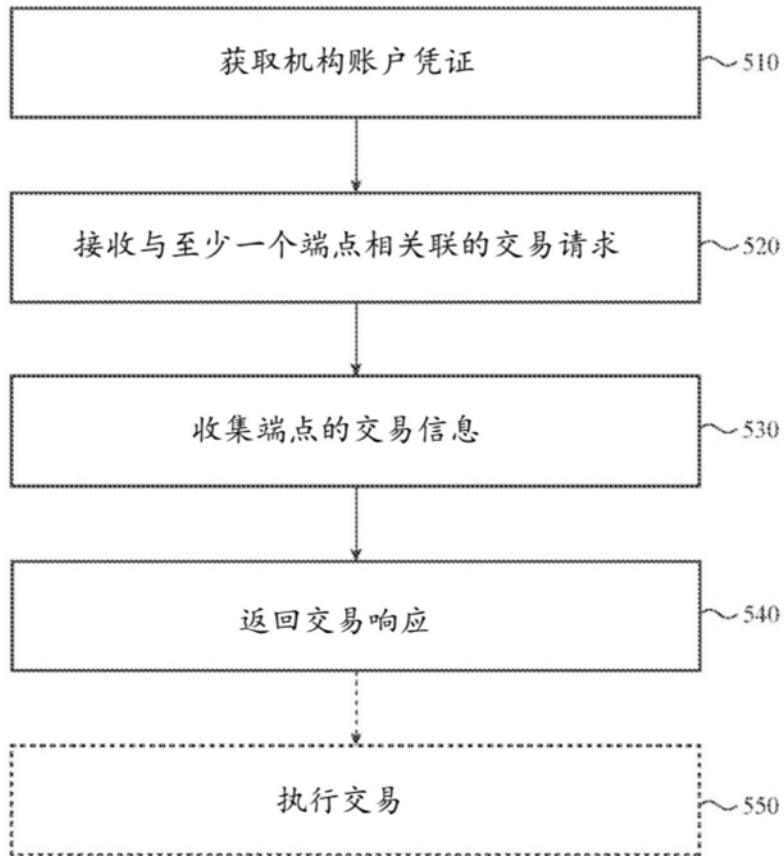 获取机构账户凭证
510
接收与至少一个端点相关联的交易请求
520
收集端点的交易信息
530
返回交易响应
540
执行交易
550